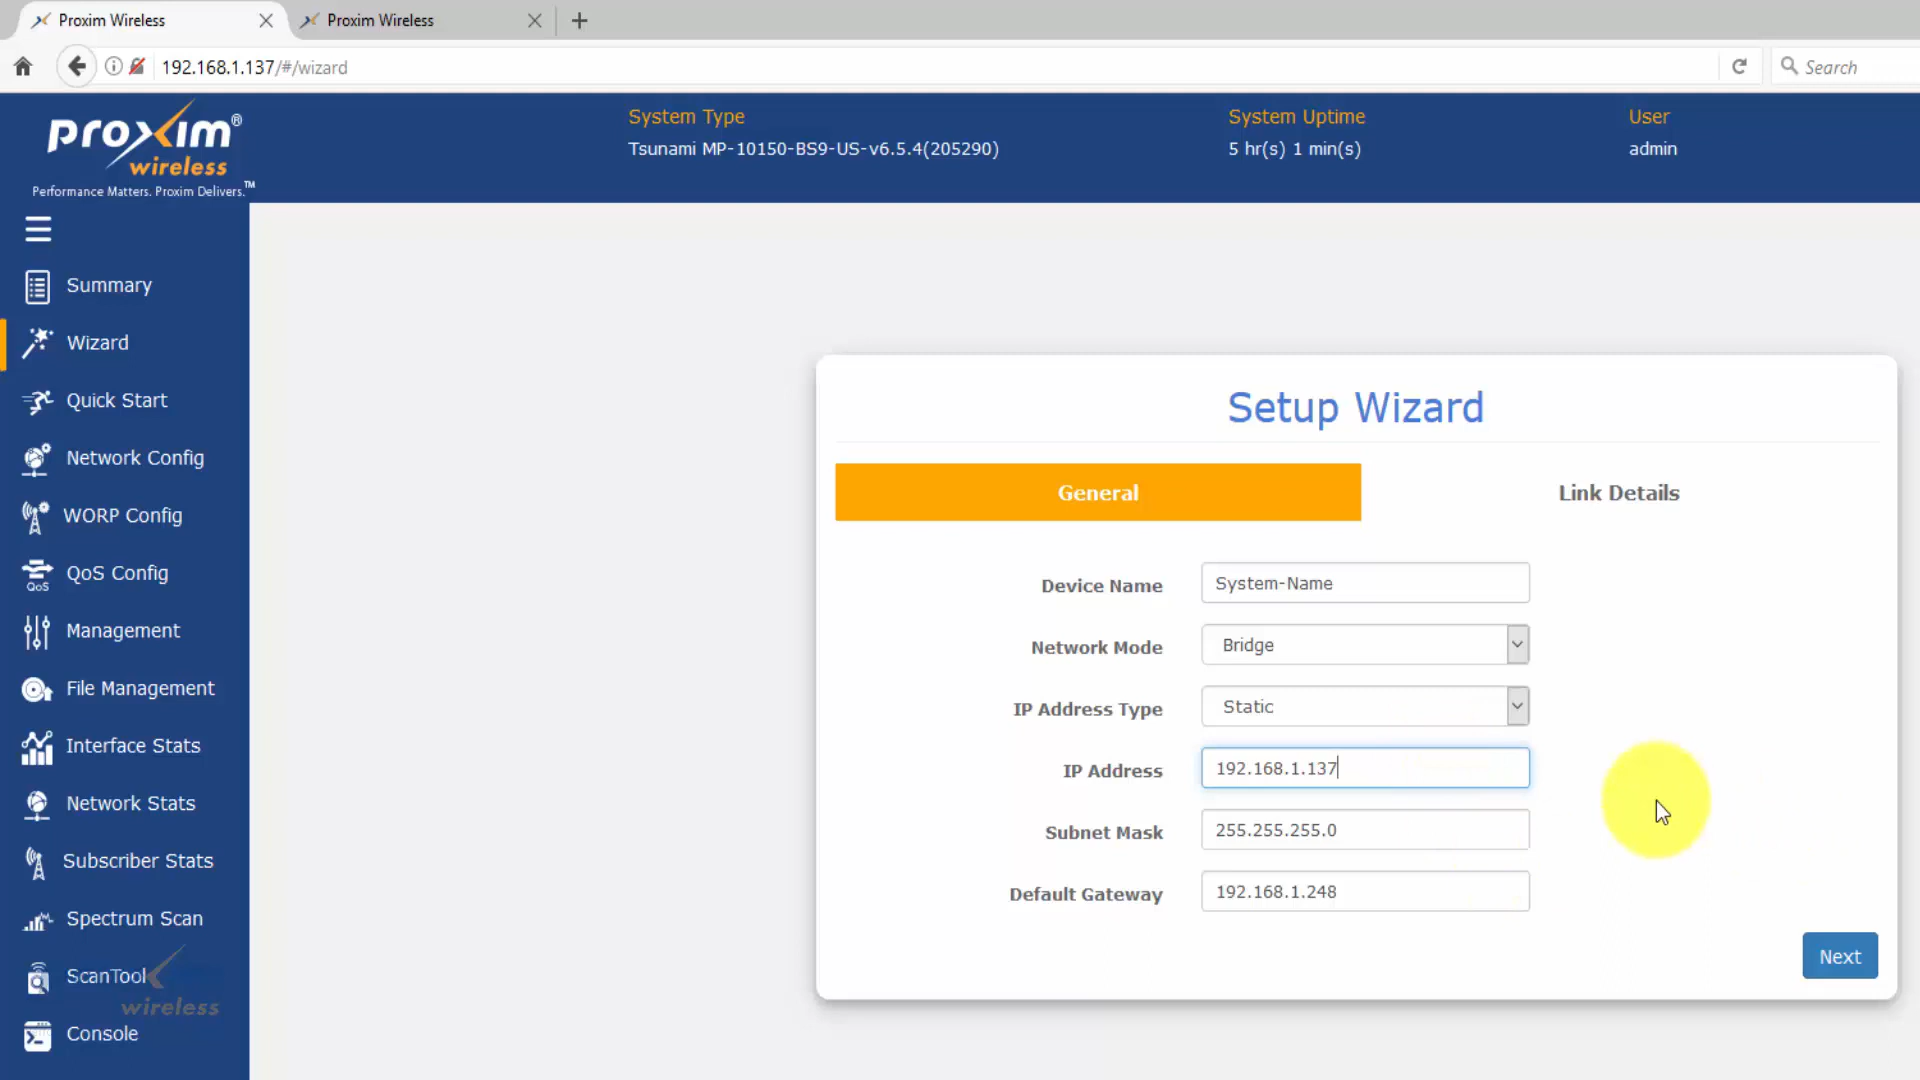 Proxim Wireless
Proxim Wireless
192.168.1.137/#/wizard
Search
proxim®
wireless
Performance Matters. Proxim Delivers.™
System Type
Tsunami MP-10150-BS9-US-v6.5.4(205290)
System Uptime
5 hr(s) 1 min(s)
User
admin
Summary
Wizard
Quick Start
Network Config
WORP Config
QoS
QoS Config
Management
File Management
Interface Stats
Network Stats
Subscriber Stats
Spectrum Scan
ScanTool
wireless
Console
Setup Wizard
General
Link Details
Device Name
System-Name
Network Mode
Bridge
IP Address Type
Static
IP Address
192.168.1.137
Subnet Mask
255.255.255.0
Default Gateway
192.168.1.248
Next